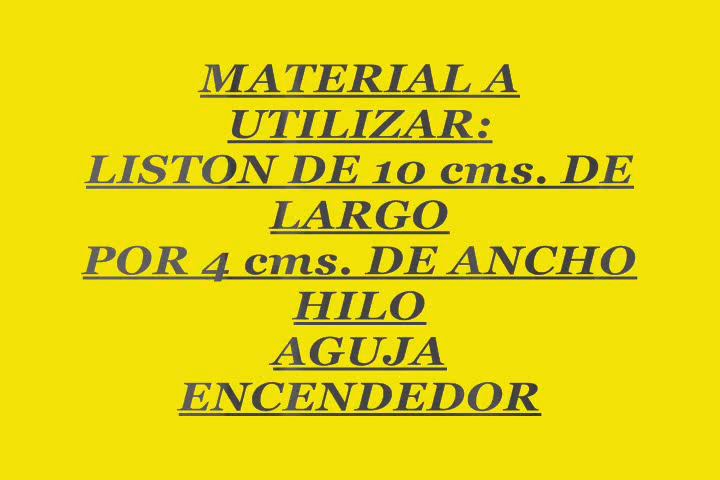 MATERIAL A
UTILIZAR:
LISTON DE 10 cms. DE
LARGO
POR 4 cms. DE ANCHO
HILO
AGUJA
ENCENDEDOR